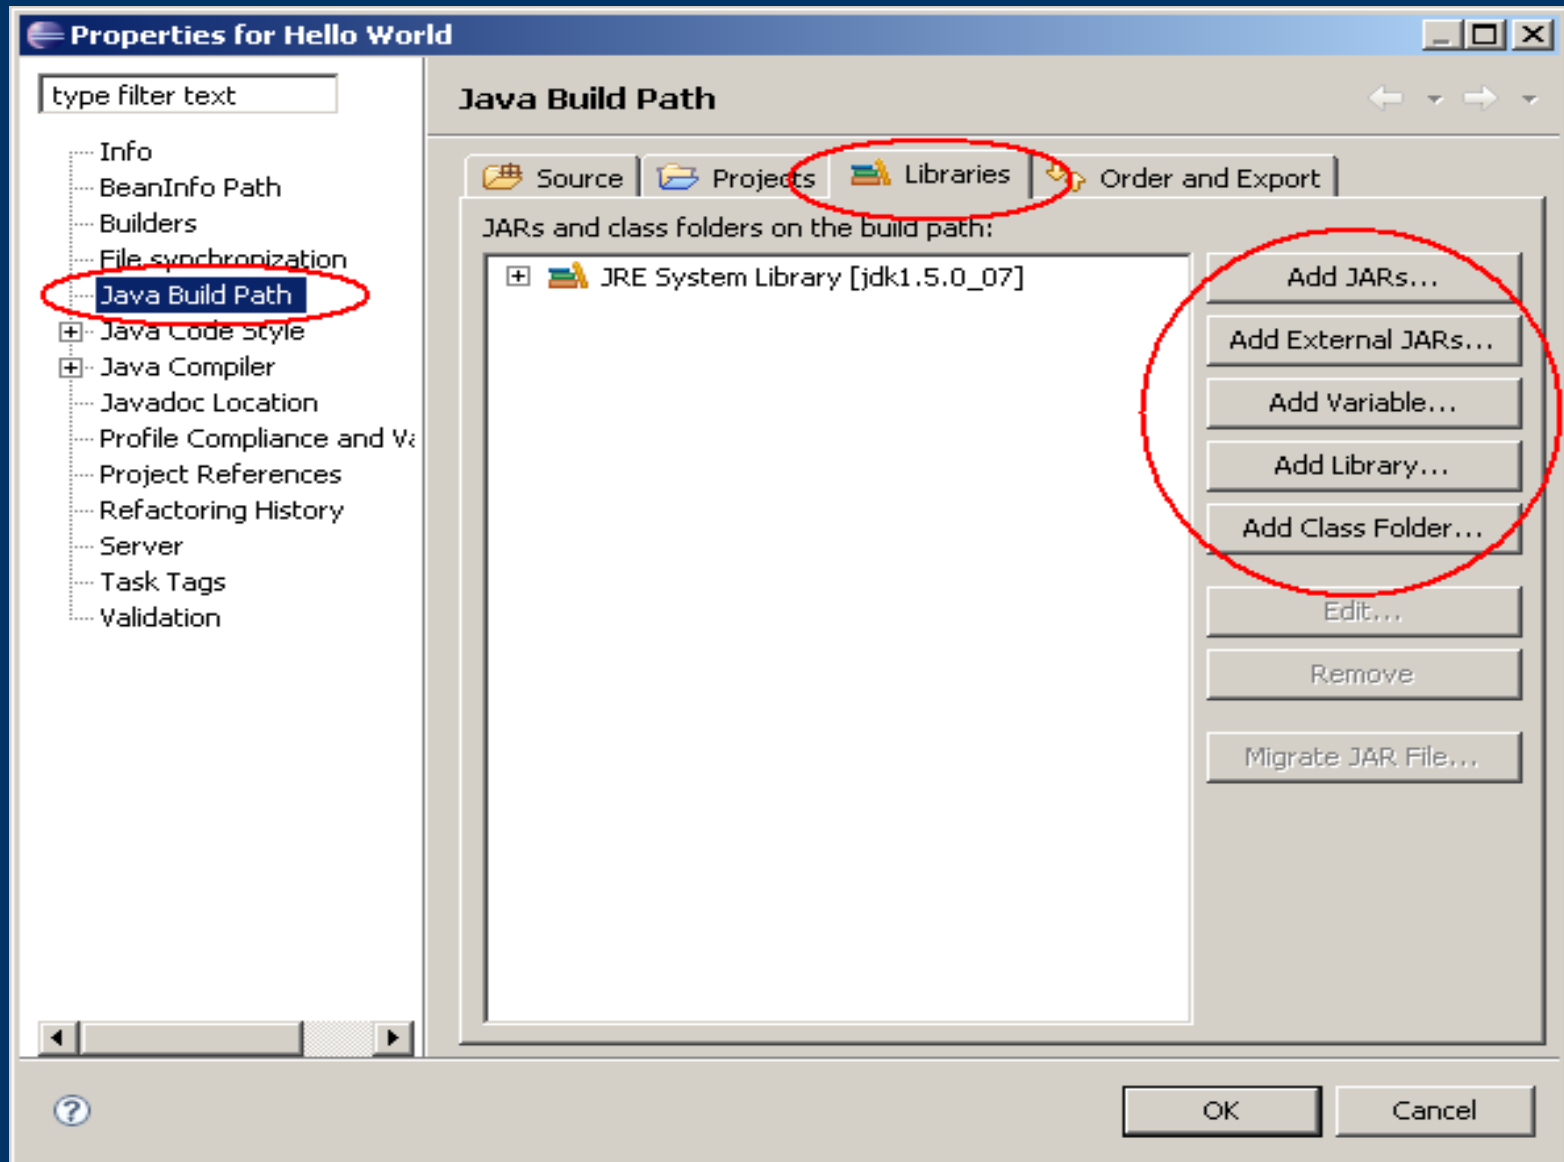 Properties for Hello World
type filter text
Info
BeanInfo Path
Builders
File synchronization
Java Build Path
Java Code Style
Java Compiler
Javadoc Location
Profile Compliance and Va
Project References
Refactoring History
Server
Task Tags
Validation
Java Build Path
Source Projects Libraries Order and Export
JARs and class folders on the build path:
JRE System Library [jdk1.5.0_07]
Add JARs...
Add External JARs...
Add Variable...
Add Library...
Add Class Folder...
Edit...
Remove
Migrate JAR File...
OK Cancel